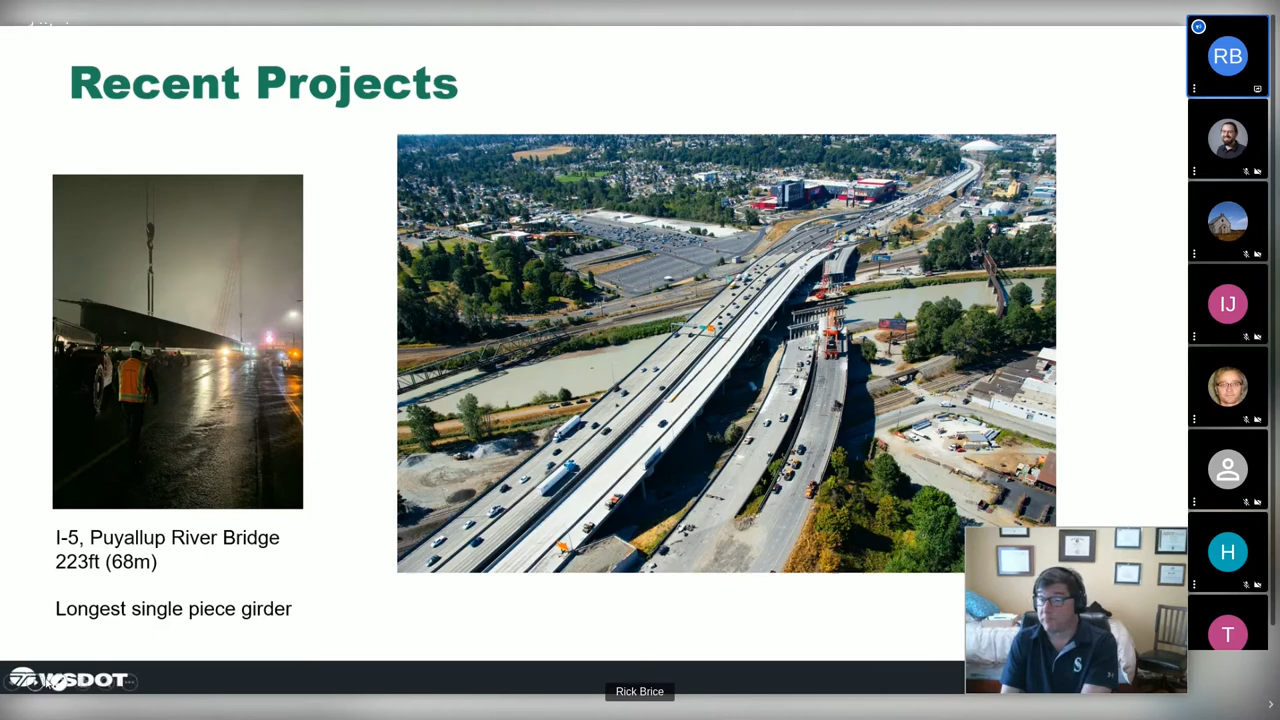 Recent Projects
I-5, Puyallup River Bridge
223ft (68m)
Longest single piece girder
WSDOT
Rick Brice
RB
IJ
H
T
S